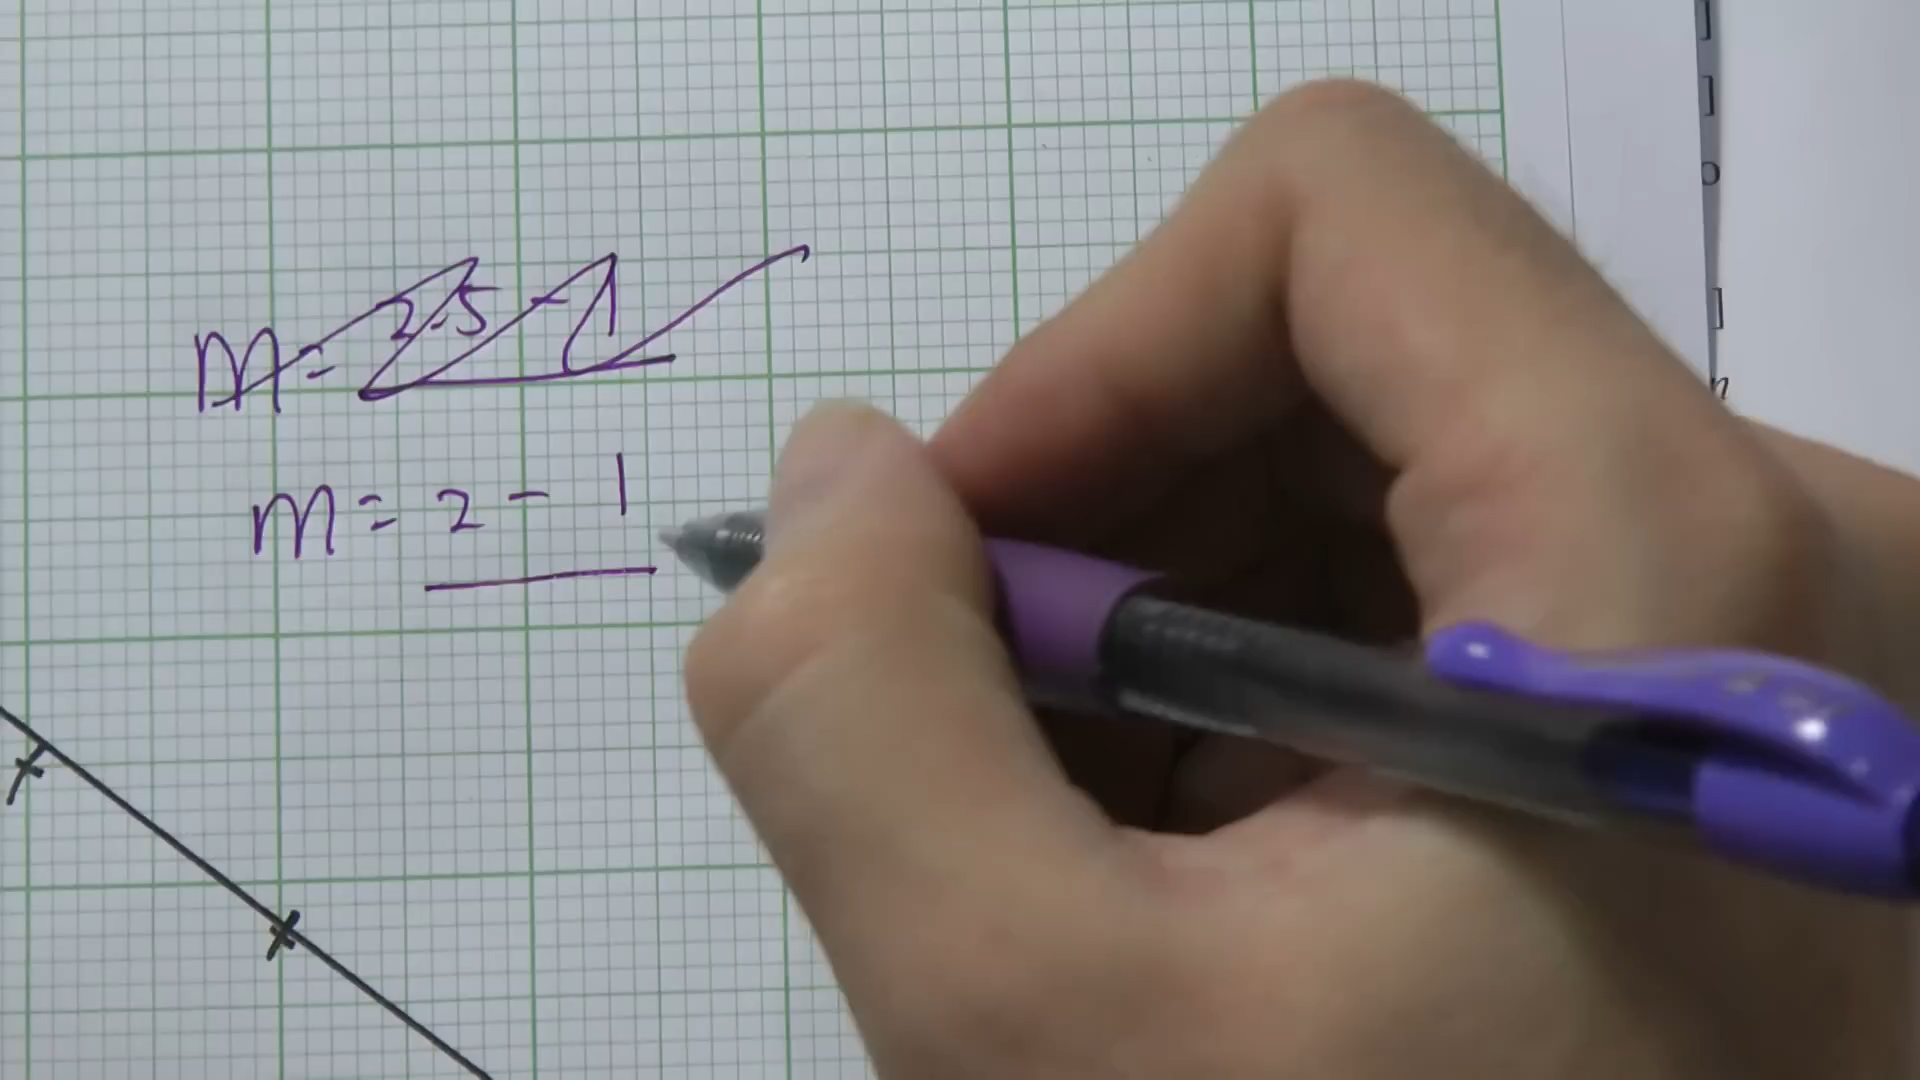 m = 2.5 - 1
m = 2 - 1